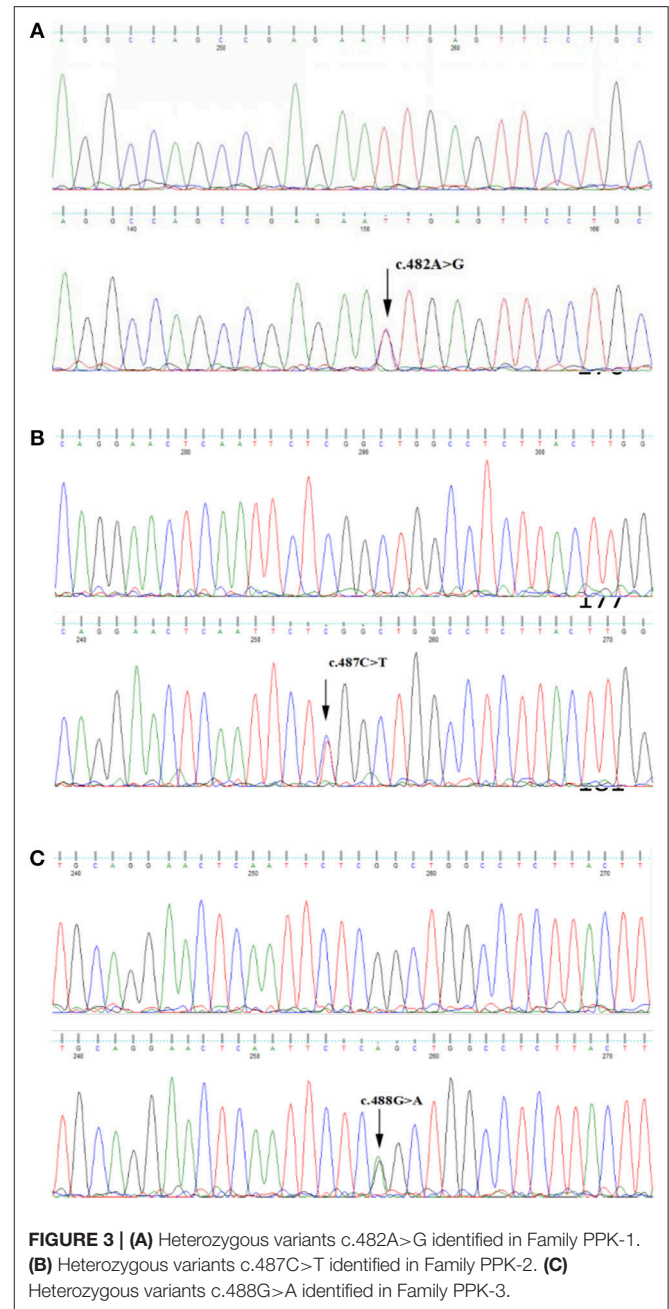 A
A G G C C A G C C G A G A A T T G A G T T C C T G C
250 260
A G G C C A G C C G A G A A T T G A G T T C C T G C
140 150 160
c.482A>G
B
C A G G A A C T C A A T T C T C G G C T G G C C T C T T A C T T G G
280 290 300
C A G G A A C T C A A T T C T C G G C T G G C C T C T T A C T T G G
240 250 260 270
c.487C>T
C
T G C A G G A A C T C A A T T C T C G G C T G G C C T C T T A C T T
240 250 260 270
T G C A G G A A C T C A A T T C T C A G C T G G C C T C T T A C T T
240 250 260 270
c.488G>A
FIGURE 3 | (A) Heterozygous variants c.482A>G identified in Family PPK-1.
(B) Heterozygous variants c.487C>T identified in Family PPK-2. (C)
Heterozygous variants c.488G>A identified in Family PPK-3.